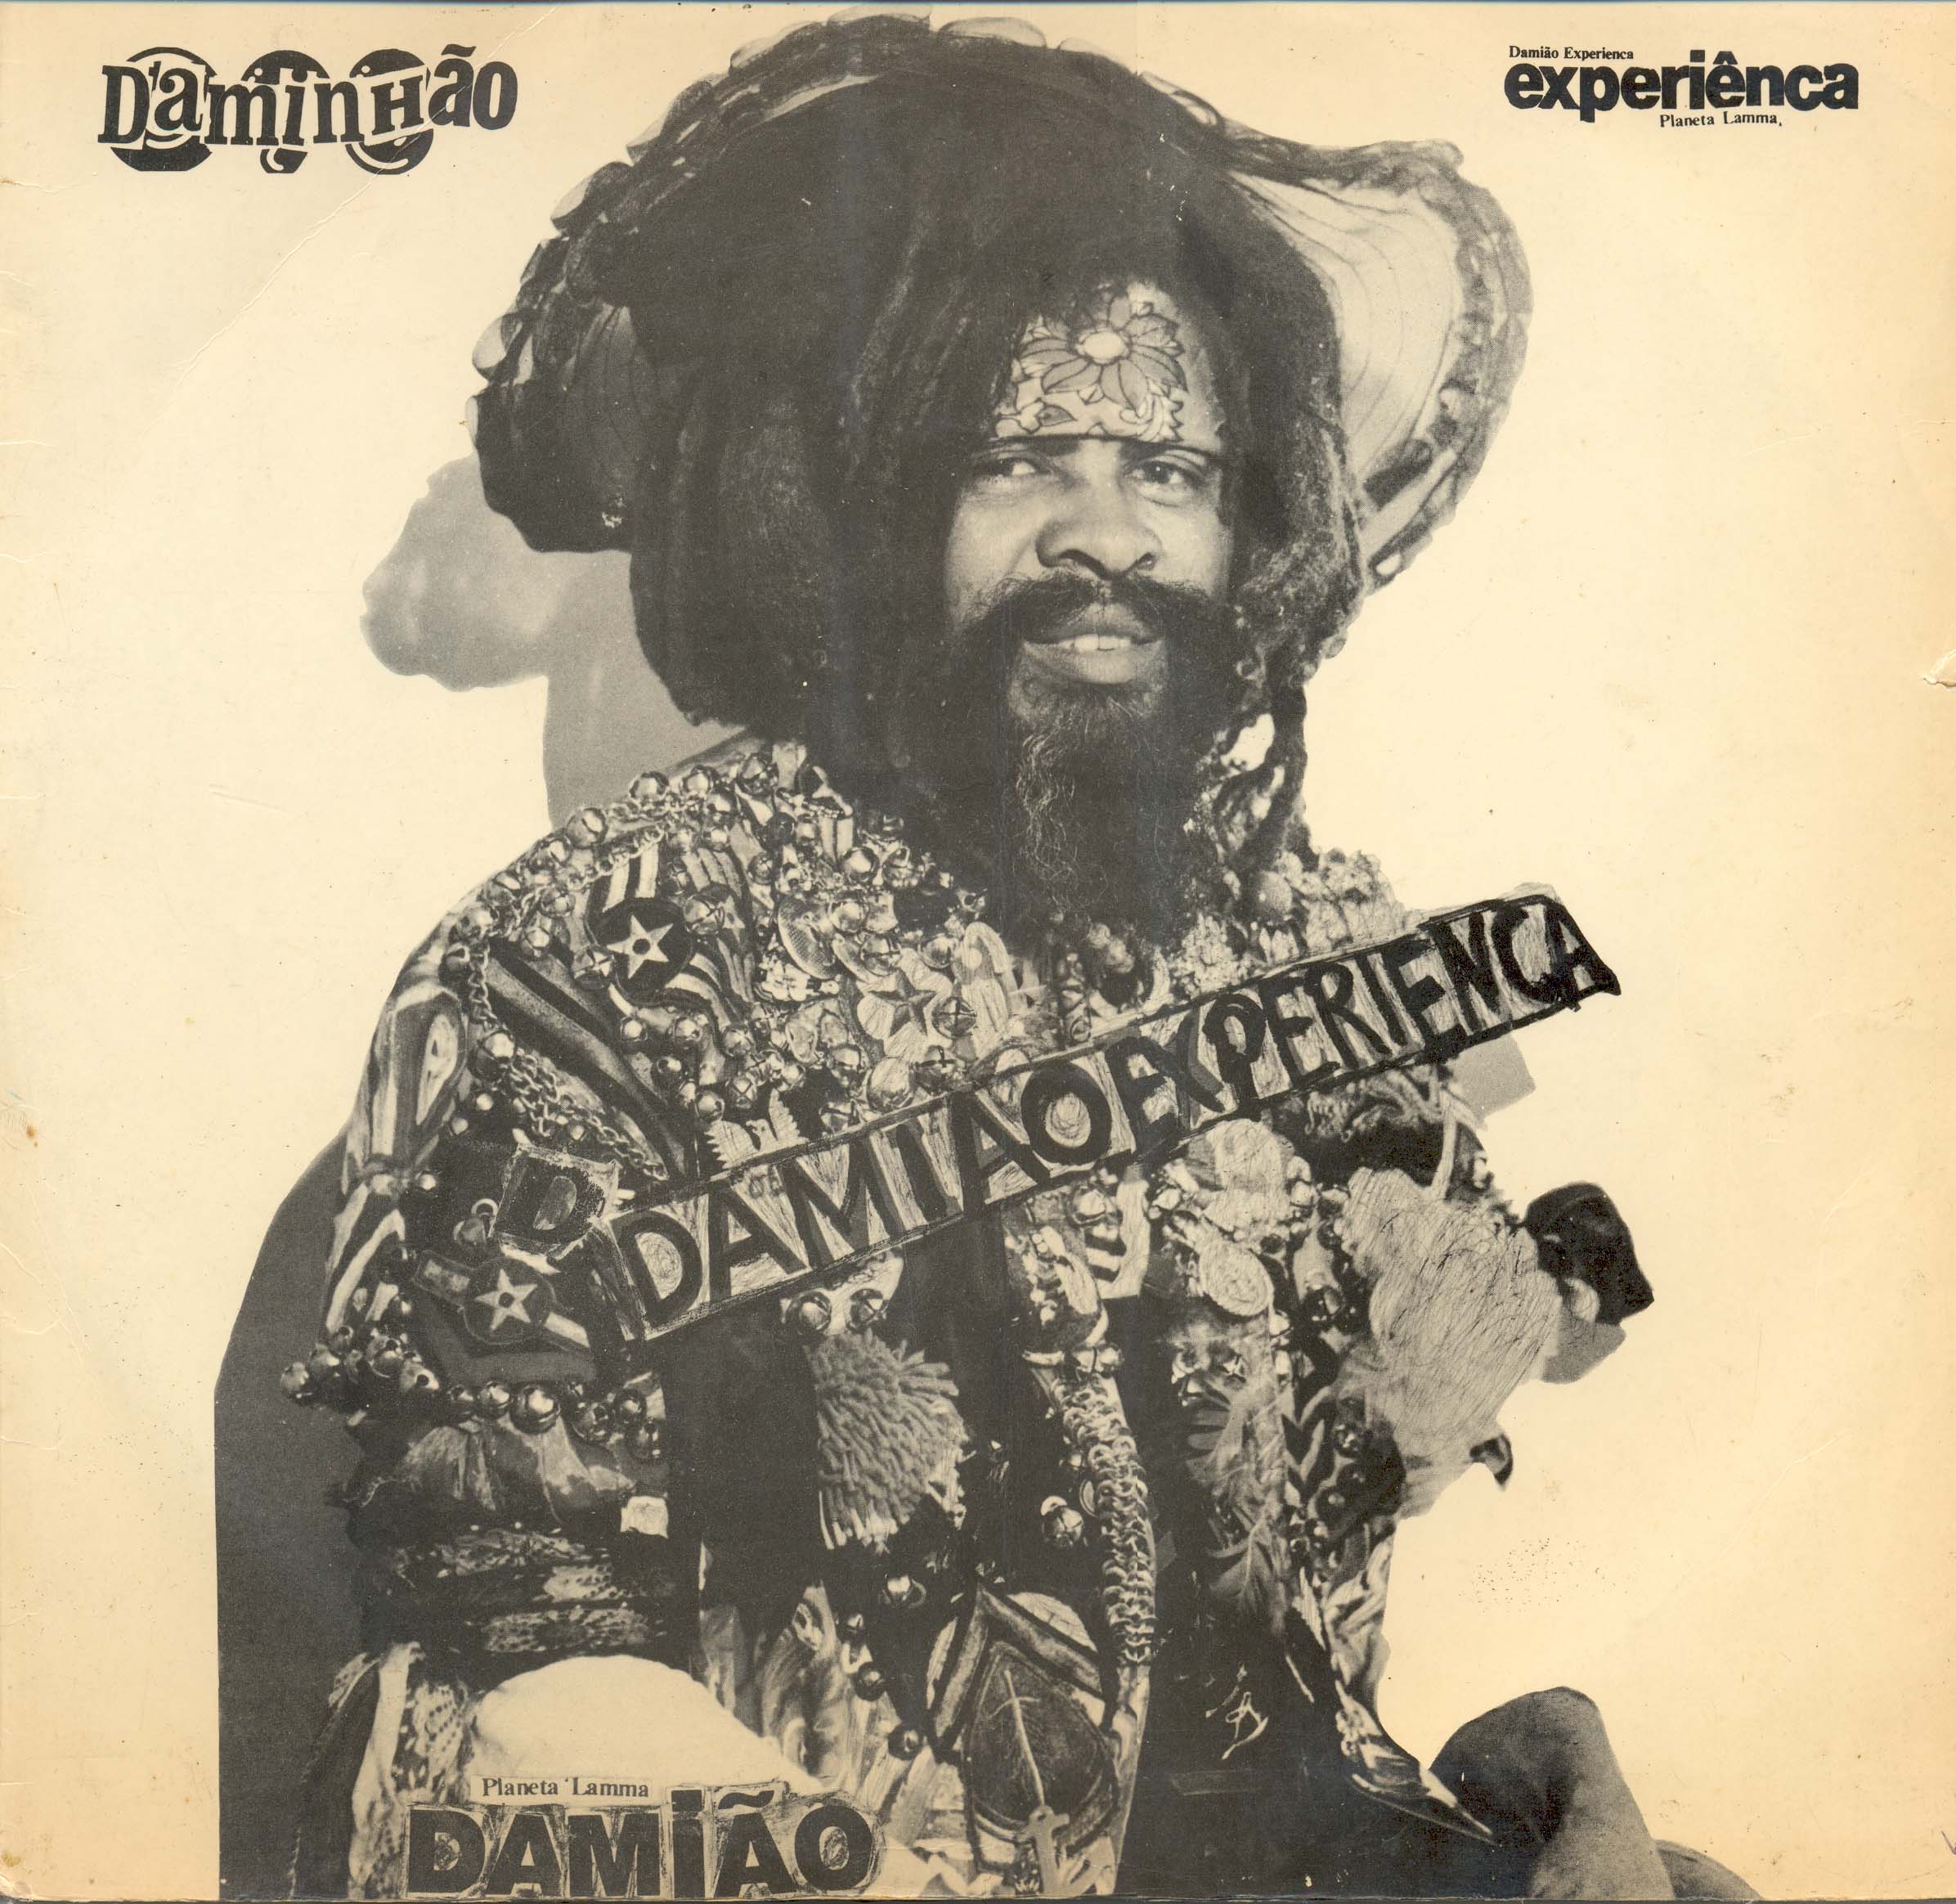 Daminhão
Damião Experienca
experiênca
Planeta Lamma.
DAMIAO EXPERIENCA
D
Planeta Lamma
DAMiÃO